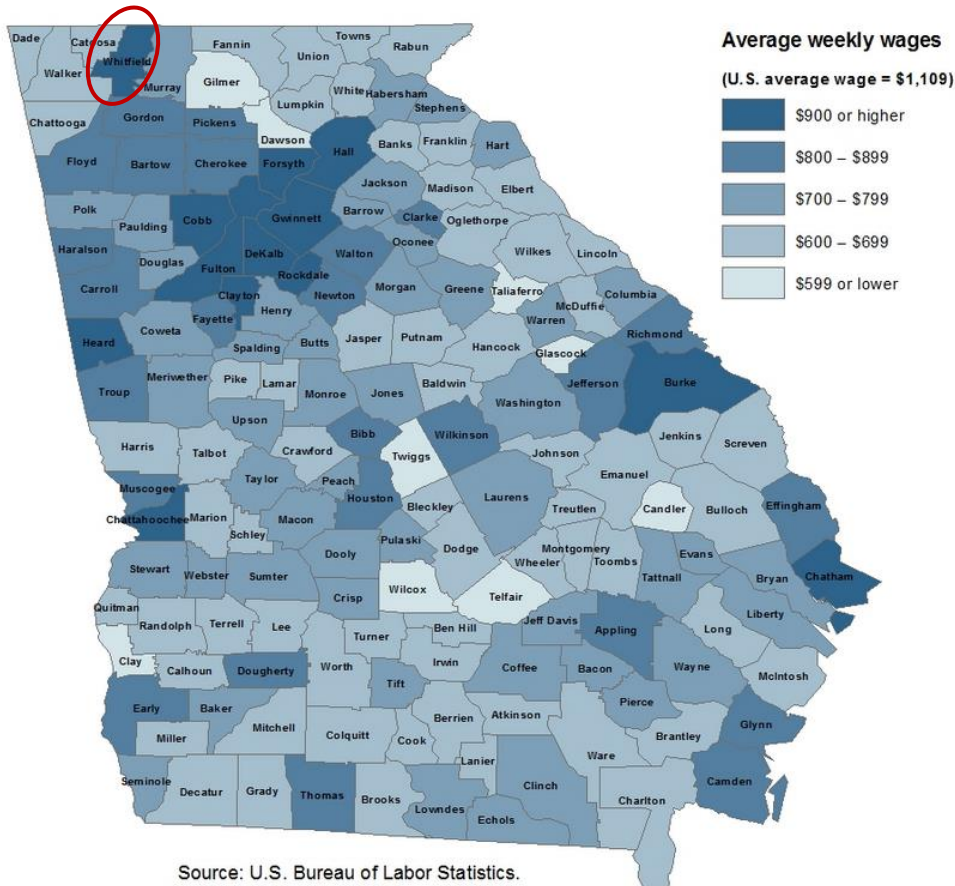 Average weekly wages
(U.S. average wage = $1,109)
$900 or higher
$800 – $899
$700 – $799
$600 – $699
$599 or lower
Dade
Catoosa
Whitfield
Walker
Murray
Fannin
Gilmer
Union
Towns
Rabun
White
Habersham
Stephens
Lumpkin
Chattooga
Gordon
Pickens
Dawson
Floyd
Bartow
Cherokee
Forsyth
Hall
Banks
Franklin
Hart
Jackson
Madison
Elbert
Polk
Paulding
Cobb
Gwinnett
Barrow
Clarke
Oglethorpe
Oconee
Wilkes
Lincoln
Haralson
Douglas
DeKalb
Fulton
Rockdale
Walton
Carroll
Clayton
Newton
Morgan
Greene
Taliaferro
McDuffie
Columbia
Fayette
Henry
Warren
Richmond
Heard
Coweta
Spalding
Butts
Jasper
Putnam
Hancock
Glascock
Troup
Meriwether
Pike
Lamar
Monroe
Jones
Baldwin
Washington
Jefferson
Burke
Upson
Bibb
Wilkinson
Jenkins
Screven
Harris
Talbot
Crawford
Twiggs
Johnson
Emanuel
Taylor
Peach
Houston
Muscogee
Chattahoochee
Marion
Macon
Schley
Bleckley
Laurens
Treutlen
Candler
Bulloch
Effingham
Stewart
Webster
Sumter
Dooly
Pulaski
Dodge
Wheeler
Montgomery
Toombs
Tattnall
Evans
Bryan
Chatham
Crisp
Wilcox
Telfair
Liberty
Quitman
Randolph
Terrell
Lee
Turner
Ben Hill
Jeff Davis
Appling
Long
Clay
Calhoun
Dougherty
Worth
Irwin
Coffee
Bacon
Wayne
McIntosh
Tift
Early
Baker
Mitchell
Pierce
Glynn
Miller
Colquitt
Cook
Berrien
Atkinson
Ware
Brantley
Seminole
Decatur
Grady
Thomas
Brooks
Lanier
Lowndes
Clinch
Echols
Charlton
Camden
Source: U.S. Bureau of Labor Statistics.